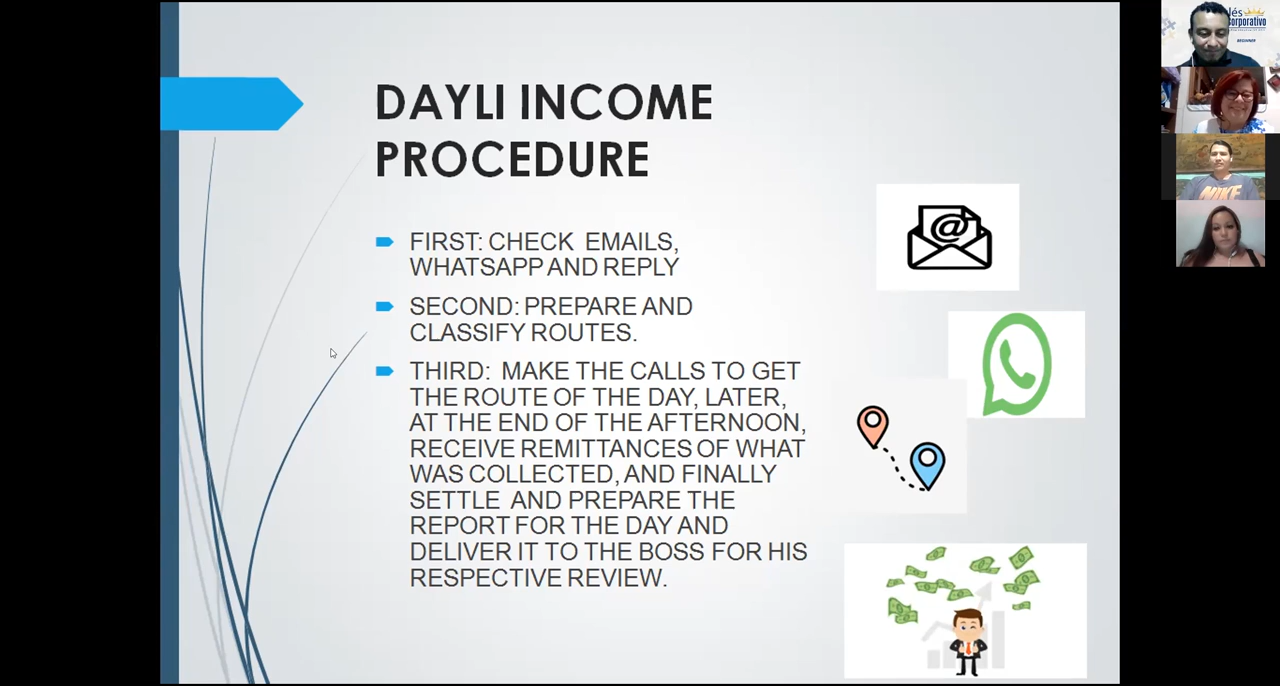 DAYLI INCOME
PROCEDURE
FIRST: CHECK EMAILS,
WHATSAPP AND REPLY
SECOND: PREPARE AND
CLASSIFY ROUTES.
THIRD: MAKE THE CALLS TO GET
THE ROUTE OF THE DAY, LATER,
AT THE END OF THE AFTERNOON,
RECEIVE REMITTANCES OF WHAT
WAS COLLECTED, AND FINALLY
SETTLE AND PREPARE THE
REPORT FOR THE DAY AND
DELIVER IT TO THE BOSS FOR HIS
RESPECTIVE REVIEW.
@
lés
corporativo
BEGINNER
NIKE